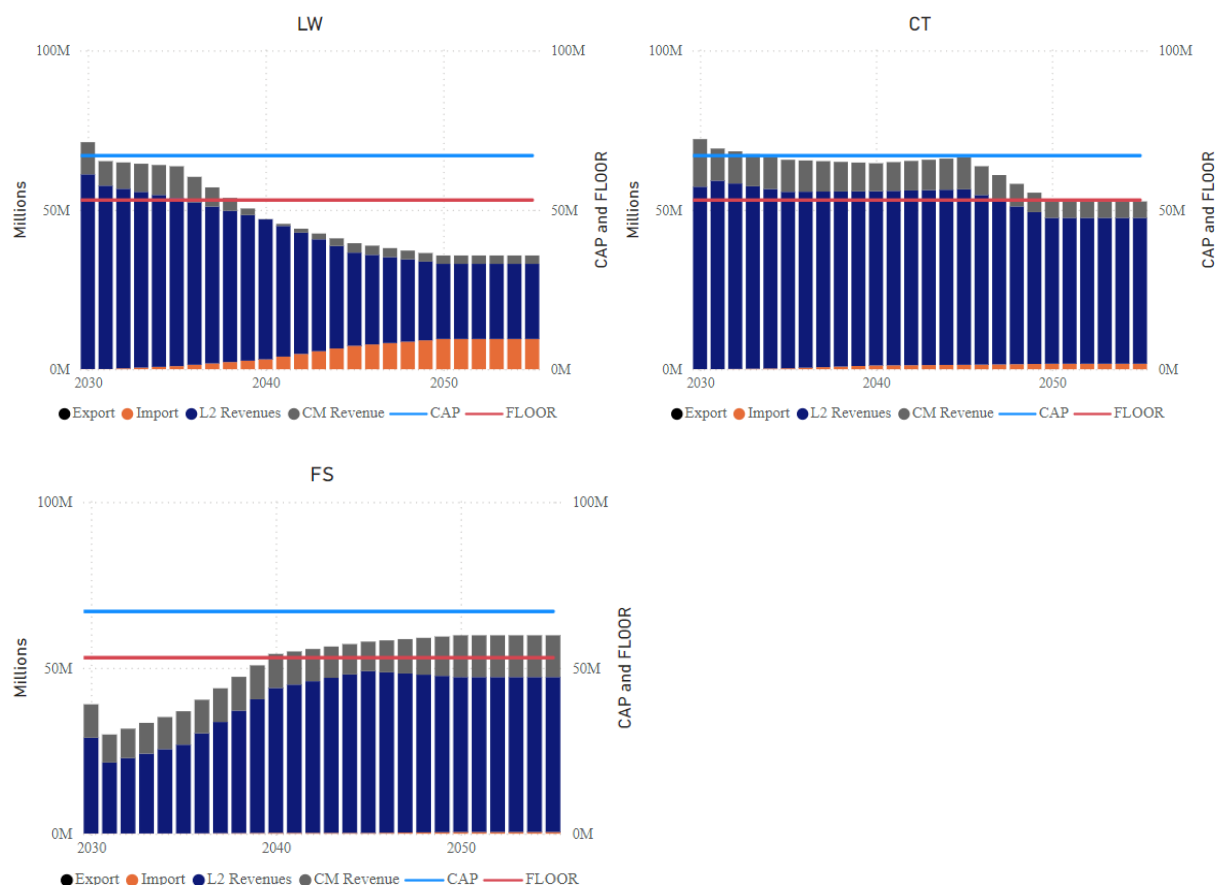 LW
100M
50M
0M
Millions
100M
50M
0M
CAP and FLOOR
2030
2040
2050
Export Import L2 Revenues CM Revenue CAP FLOOR
CT
100M
50M
0M
Millions
100M
50M
0M
CAP and FLOOR
2030
2040
2050
Export Import L2 Revenues CM Revenue CAP FLOOR
FS
100M
50M
0M
Millions
100M
50M
0M
CAP and FLOOR
2030
2040
2050
Export Import L2 Revenues CM Revenue CAP FLOOR